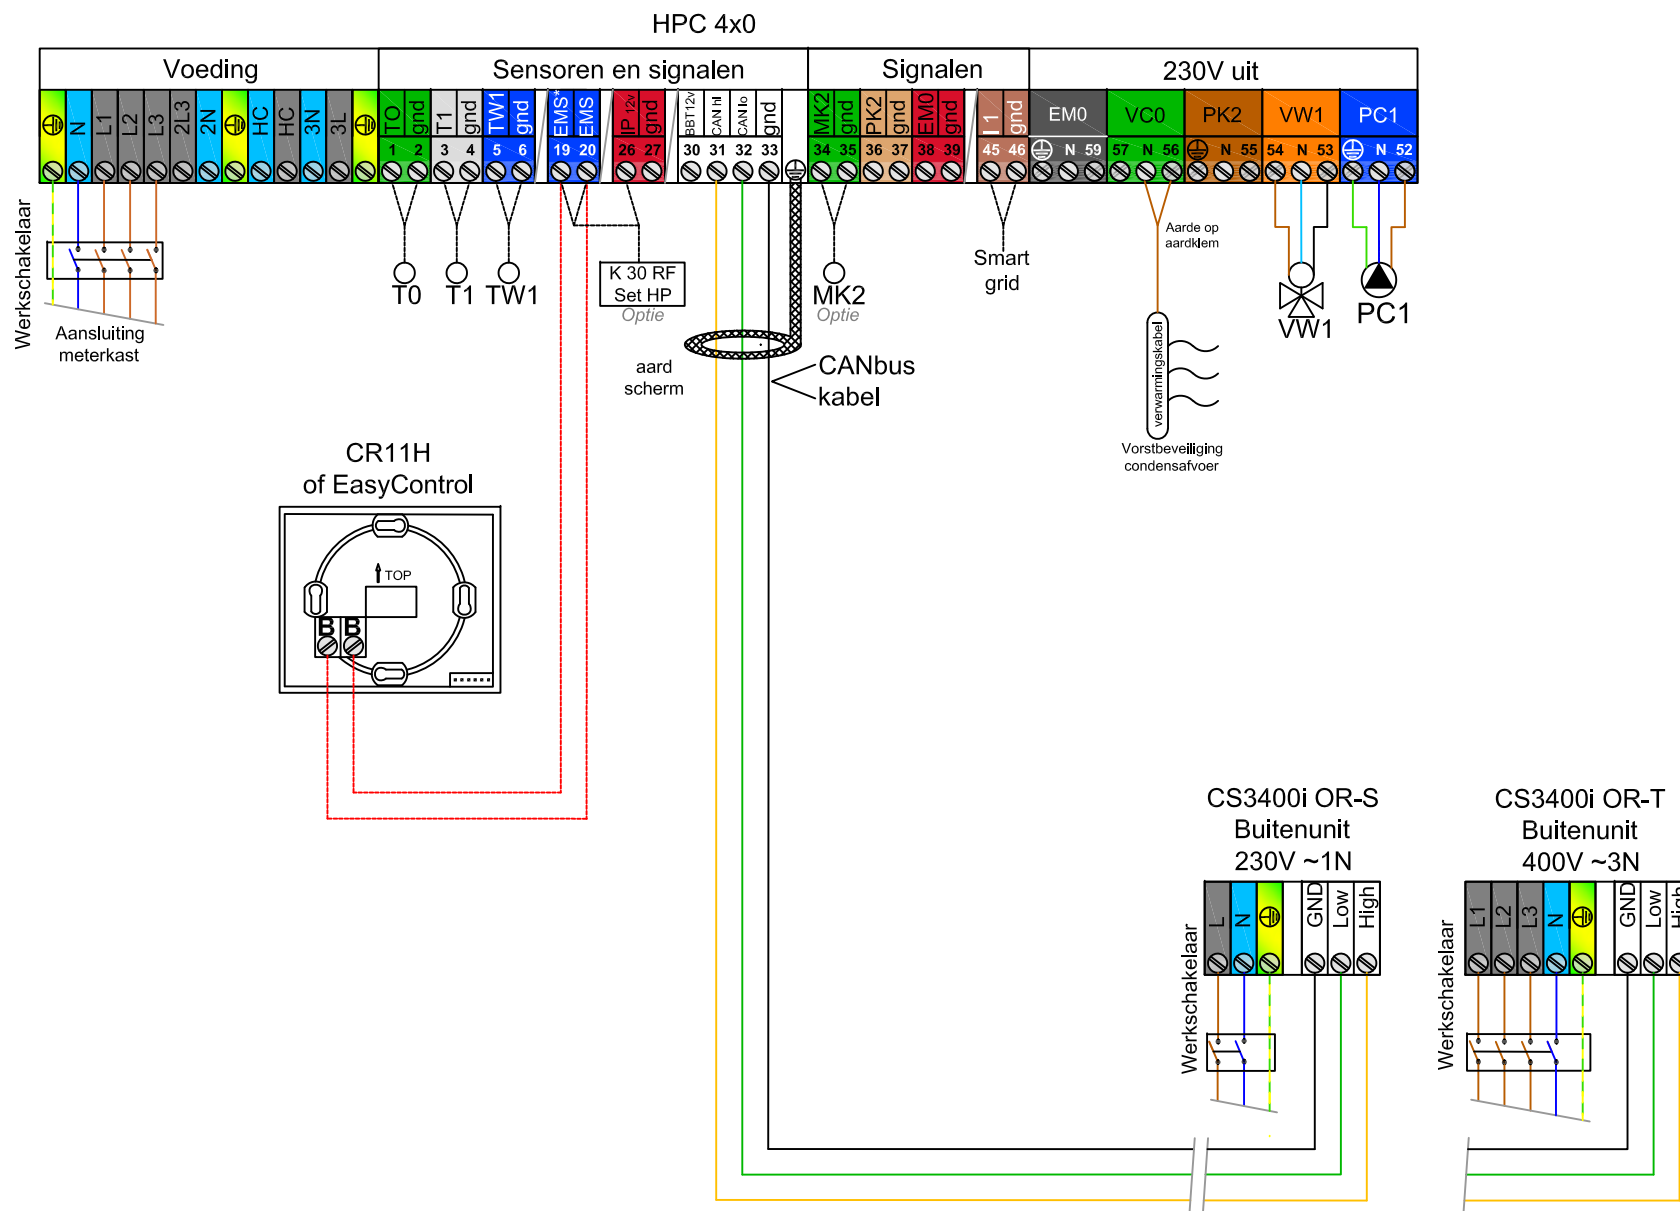 HPC 4x0
Voeding
Sensoren en signalen
Signalen
230V uit
N L1 L2 L3 2L3 2N HC HC 3N 3L
TO gnd T1 gnd TW1 gnd EMS* EMS IP 12v gnd BBT 12v CAN hl CAN lo gnd
MK2 gnd PK2 gnd EM0 gnd I 1 gnd
EM0 VC0 PK2 VW1 PC1
1 2 3 4 5 6 19 20 26 27 30 31 32 33 34 35 36 37 38 39 45 46 N 59 57 N 56 N 55 54 N 53 N 52
Werkschakelaar
Aansluiting
meterkast
T0
T1
TW1
K 30 RF
Set HP
Optie
MK2
Optie
Smart
grid
Aarde op
aardklem
verwarmingskabel
Vorstbeveiliging
condensafvoer
VW1
PC1
aard
scherm
CANbus
kabel
CR11H
of EasyControl
TOP
B B
CS3400i OR-S
Buitenunit
230V ~1N
L N GND Low High
Werkschakelaar
CS3400i OR-T
Buitenunit
400V ~3N
L1 L2 L3 N GND Low High
Werkschakelaar